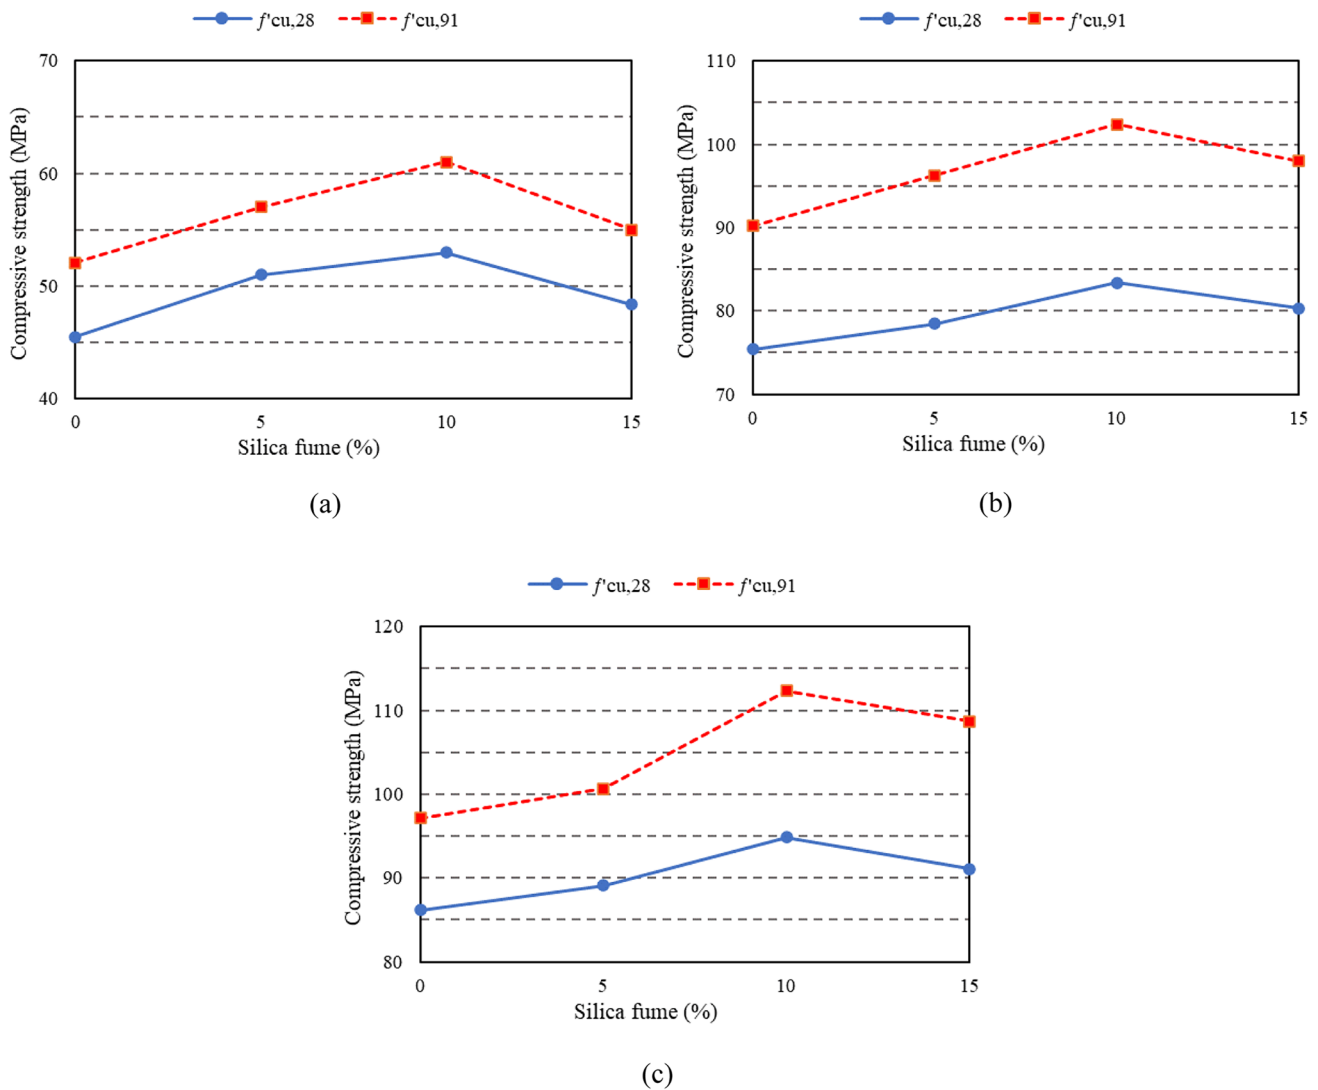 f'cu,28 f'cu,91
70
60
50
40
Compressive strength (MPa)
0 5 10 15
Silica fume (%)
(a)
f'cu,28 f'cu,91
110
100
90
80
70
Compressive strength (MPa)
0 5 10 15
Silica fume (%)
(b)
f'cu,28 f'cu,91
120
110
100
90
80
Compressive strength (MPa)
0 5 10 15
Silica fume (%)
(c)